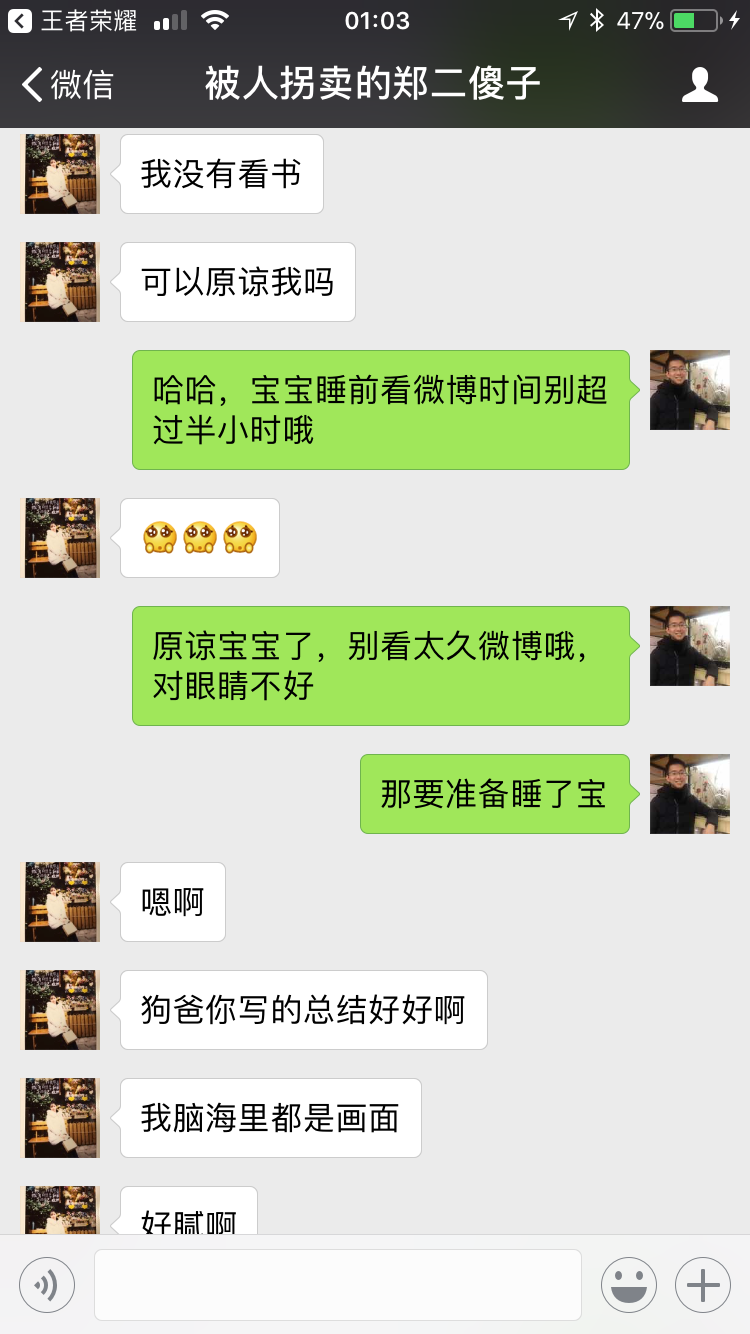 王者荣耀 01:03 47%
微信 被人拐卖的郑二傻子
我没有看书
可以原谅我吗
哈哈，宝宝睡前看微博时间别超
过半小时哦
原谅宝宝了，别看太久微博哦，
对眼睛不好
那要准备睡了宝
嗯啊
狗爸你写的总结好好啊
我脑海里都是画面
好腻啊